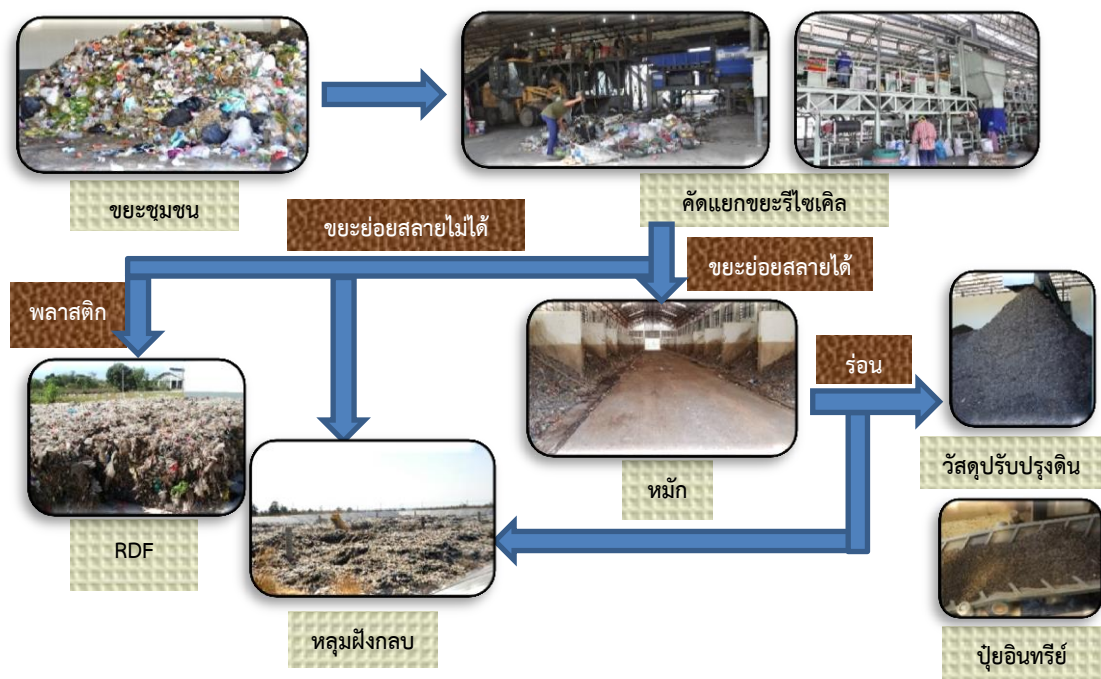 ขยะชุมชน
คัดแยกขยะรีไซเคิล
ขยะย่อยสลายไม่ได้
ขยะย่อยสลายได้
พลาสติก
ร่อน
วัสดุปรับปรุงดิน
หมัก
RDF
หลุมฝังกลบ
ปุ๋ยอินทรีย์